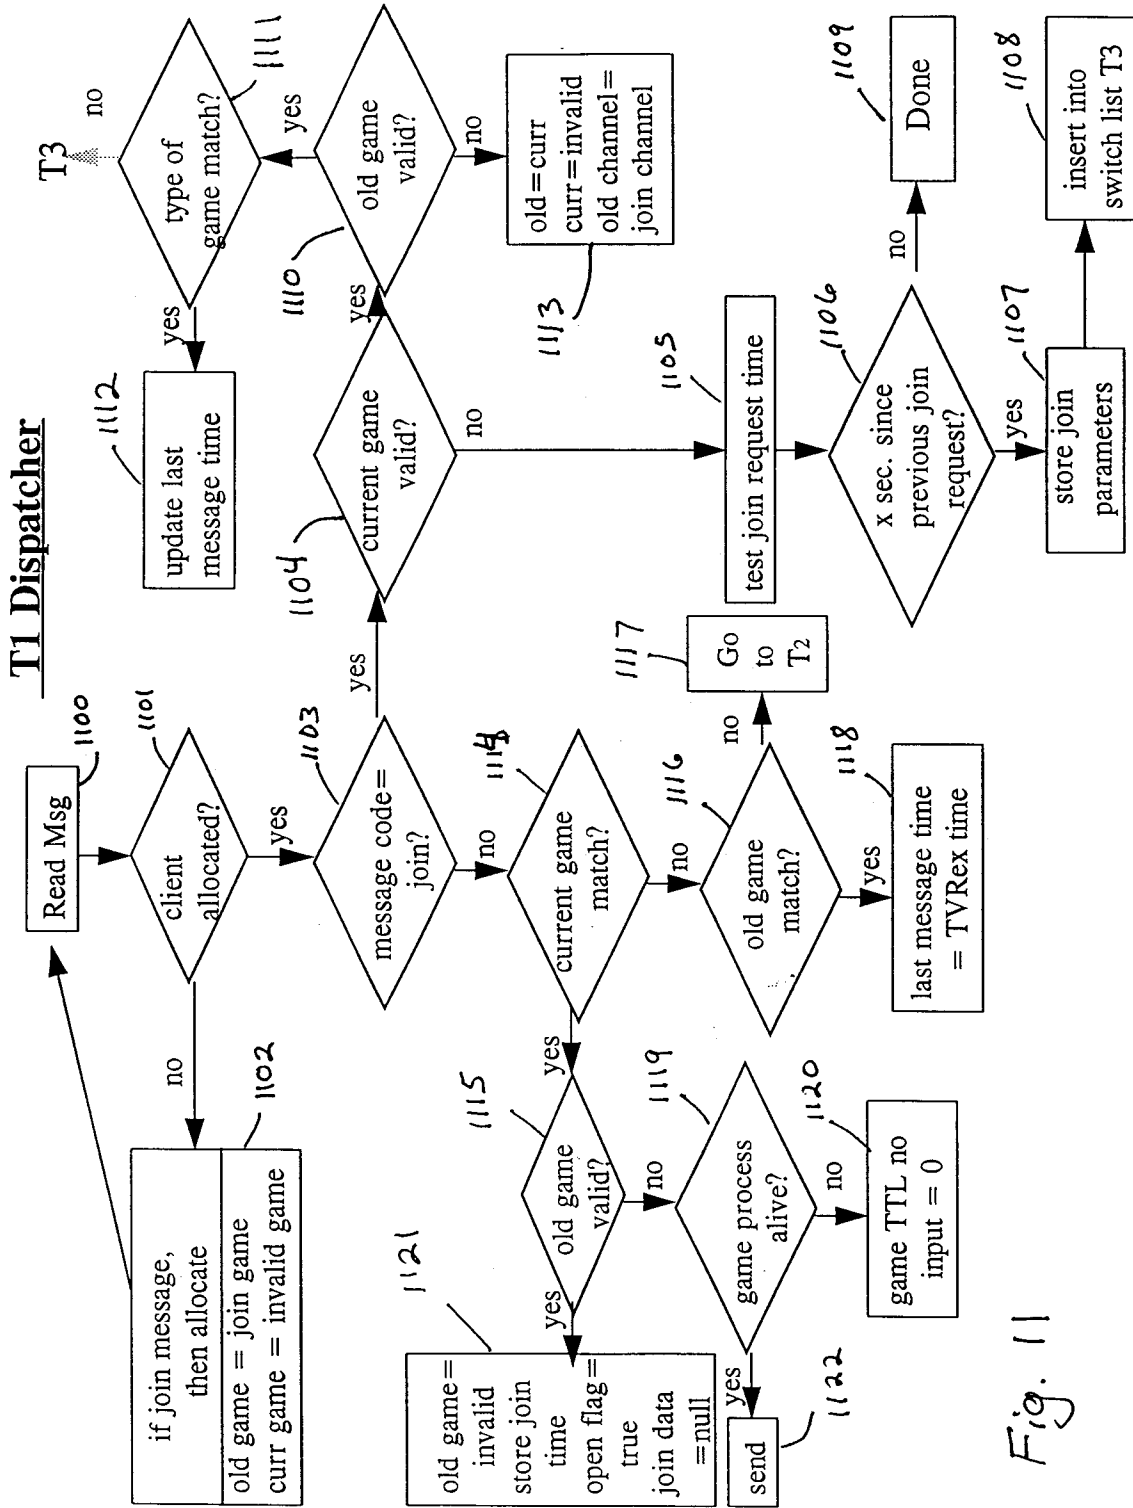 T1 Dispatcher
Read Msg
1100
client
allocated?
1101
no
yes
if join message,
then allocate
old game = join game
curr game = invalid game
1102
message code=
join?
1103
yes
no
current game
valid?
1104
yes
no
old game
valid?
1110
yes
no
type of
game match?
1111
no
T3
yes
update last
message time
1112
old=curr
curr=invalid
old channel=
join channel
1113
test join request time
1105
x sec. since
previous join
request?
1106
no
Done
1109
yes
store join
parameters
1107
insert into
switch list T3
1108
current game
match?
1114
yes
no
old game
match?
1116
no
Go
to
T2
1117
yes
last message time
= TVRex time
1118
old game
valid?
1115
yes
no
old game=
invalid
store join
time
open flag=
true
join data
=null
1121
game process
alive?
1119
yes
send
1122
no
game TTL no
input = 0
1120
Fig. 11